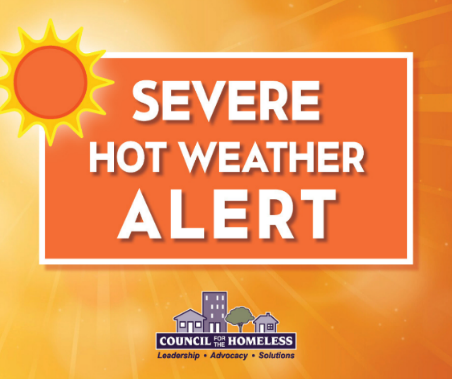 SEVERE
HOT WEATHER
ALERT
COUNCIL FOR THE HOMELESS
Leadership • Advocacy • Solutions